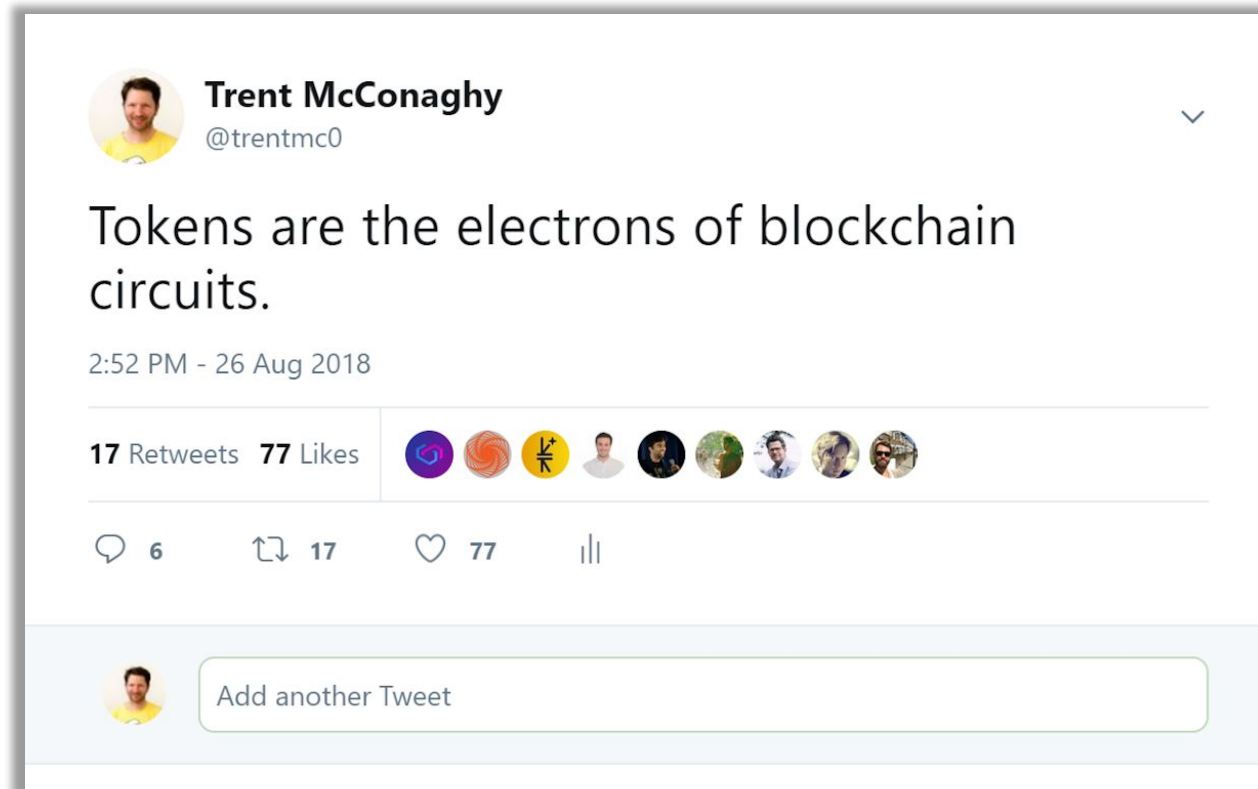 Trent McConaghy
@trentmc0
Tokens are the electrons of blockchain
circuits.
2:52 PM - 26 Aug 2018
17 Retweets 77 Likes
6 17 77
Add another Tweet